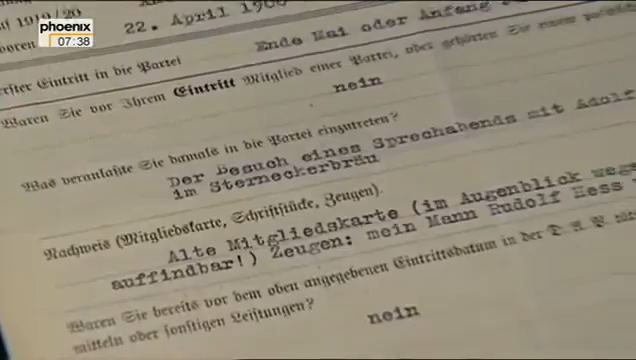 phoenix
07:38
22. April
Ende Mai oder Anfang
Eintritt in die Partei
Waren Sie vor Ihrem Eintritt Mitglied einer Partei, oder gehörten Sie einem
nein
Was veranlaßte Sie damals in die Partei einzutreten?
Der Besuch eines Sprechabends mit Adolf
im Sterneckerbräu
Nachweis (Mitgliedskarte, Schriftstücke, Zeugen).
Alte Mitgliedskarte (im Augenblick
auffindbar!) Zeugen: mein Mann Rudolf Hess
Waren Sie bereits vor dem oben angegebenen Eintrittsdatum in der D. A. P.
mitteln oder sonstigen Leistungen?
nein